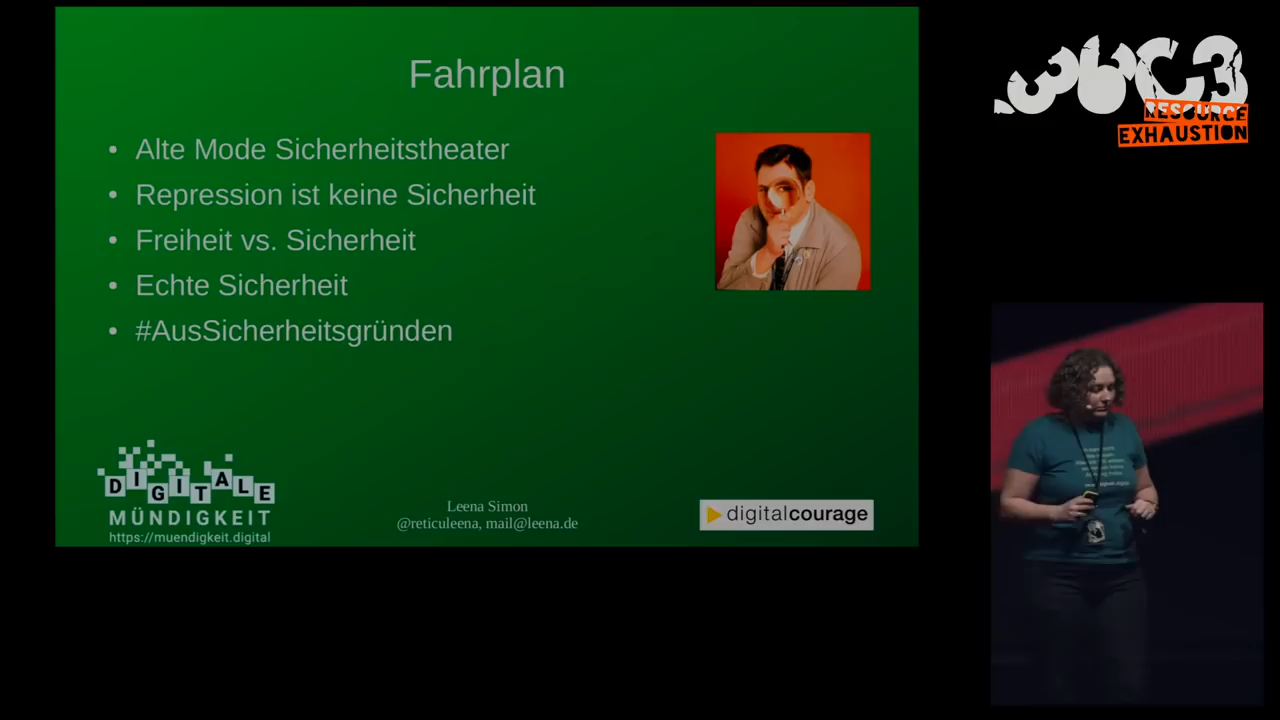 Fahrplan
• Alte Mode Sicherheitstheater
• Repression ist keine Sicherheit
• Freiheit vs. Sicherheit
• Echte Sicherheit
• #AusSicherheitsgründen
DIGITALE
MÜNDIGKEIT
https://muendigkeit.digital
Leena Simon
@reticuleena, mail@leena.de
digitalcourage
36C3
RESOURCE
EXHAUSTION